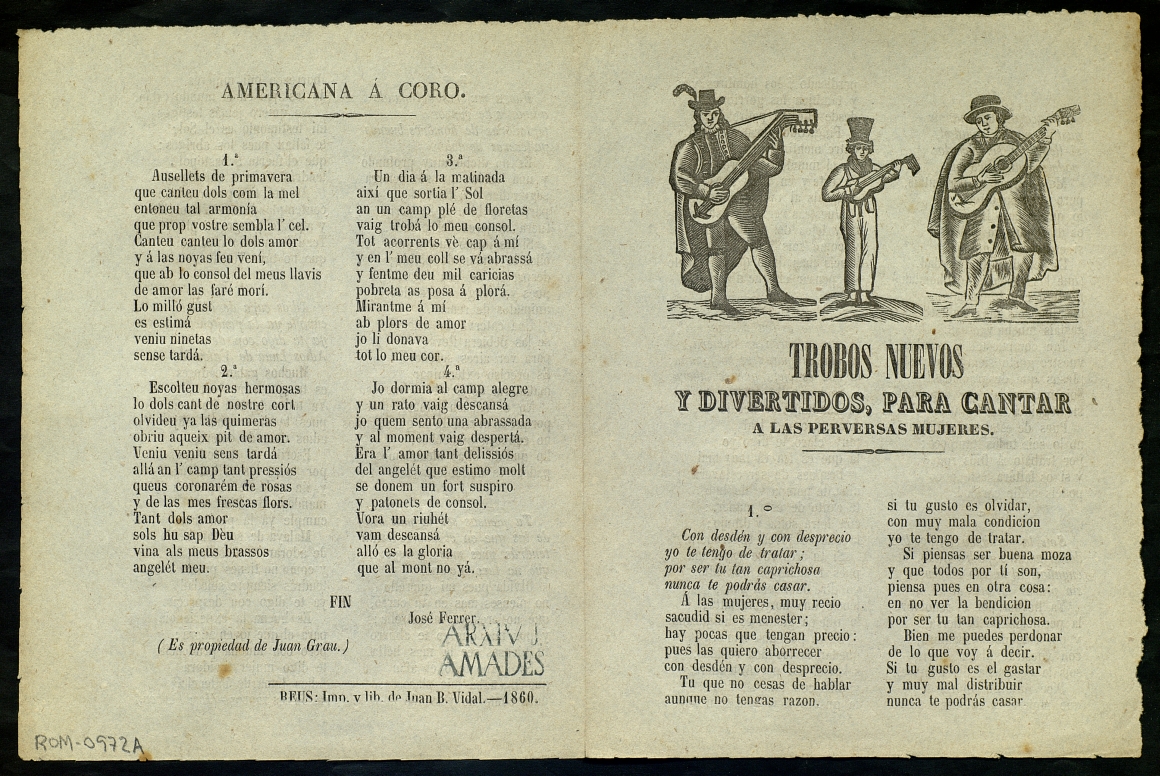 AMERICANA Á CORO.
1.ª
Ausellets de primavera
que canteu dols com la mel
entoneu tal armonía
que prop vostre sembla l' cel.
Canteu canteu lo dols amor
y á las noyas feu vení,
que ab lo consol del meus llavis
de amor las faré morí.
Lo milló gust
es estimá
veniu ninetas
sense tardá.
2.ª
Escolteu noyas hermosas
lo dols cant de nostre cort
olvideu ya las quimeras
obriu aqueix pit de amor.
Veniu veniu sens tardá
allá an l' camp tant pressiós
queus coronarém de rosas
y de las mes frescas flors.
Tant dols amor
sols hu sap Déu
vina als meus brassos
angelét meu.
3.ª
Un dia á la matinada
així que sortia l' Sol
an un camp plé de floretas
vaig trobá lo meu consol.
Tot acorrents vè cap á mí
y en l' meu coll se vá abrassá
y fentme deu mil caricias
pobreta as posa á plorá.
Mirantme á mí
ab plors de amor
jo li donava
tot lo meu cor.
4.ª
Jo dormia al camp alegre
y un rato vaig descansá
jo quem sento una abrassada
y al moment vaig despertá.
Era l' amor tant delissiós
del angelét que estimo molt
se donem un fort suspiro
y patonets de consol.
Vora un riuhét
vam descansá
alló es la gloria
que al mont no yá.
FIN
José Ferrer.
(Es propiedad de Juan Grau.)
ARXIV J.
AMADES
REUS: Imp. y lib. de Juan B. Vidal.—1860.
ROM-0972A
TROBOS NUEVOS
Y DIVERTIDOS, PARA CANTAR
A LAS PERVERSAS MUJERES.
1.º
Con desdén y con desprecio
yo te tengo de tratar;
por ser tu tan caprichosa
nunca te podrás casar.
Á las mujeres, muy recio
sacudid si es menester;
hay pocas que tengan precio:
pues las quiero aborrecer
con desdén y con desprecio.
Tu que no cesas de hablar
aunque no tengas razon,
si tu gusto es olvidar,
con muy mala condicion
yo te tengo de tratar.
Si piensas ser buena moza
y que todos por tí son,
piensa pues en otra cosa:
en no ver la bendicion
por ser tu tan caprichosa.
Bien me puedes perdonar
de lo que voy á decir.
Si tu gusto es el gastar
y muy mal distribuir
nunca te podrás casar